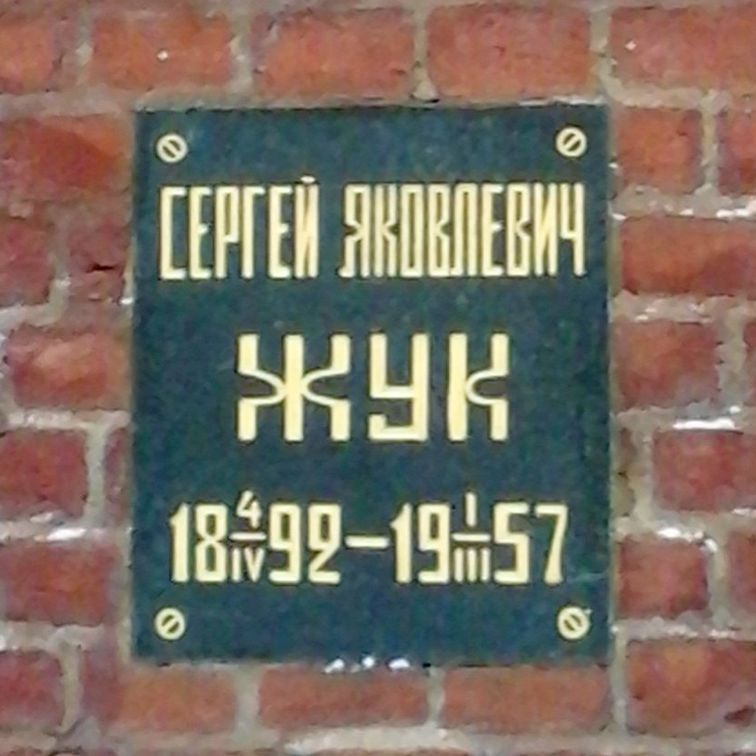 СЕРГЕЙ ЯКОВЛЕВИЧ
ЖУК
18 4/IV 92 – 19 1/III 57